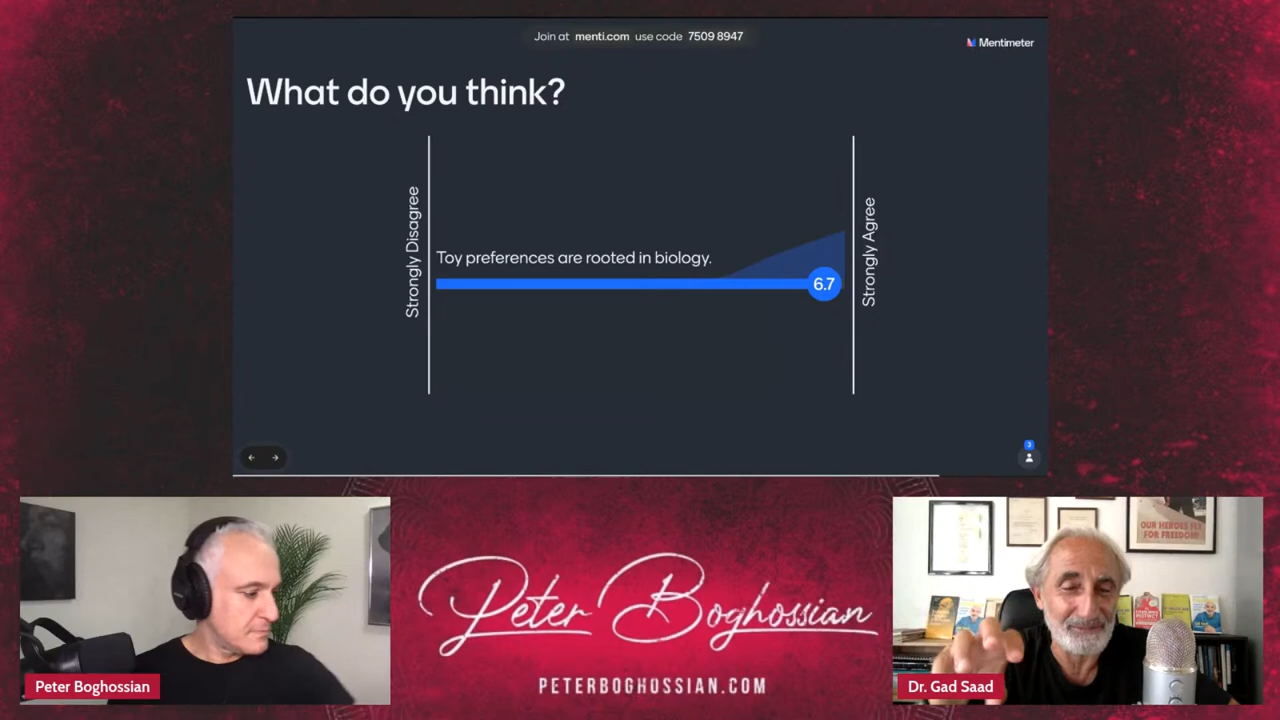 Join at menti.com use code 7509 8947
Mentimeter
What do you think?
Strongly Disagree
Toy preferences are rooted in biology.
6.7
Strongly Agree
3
OUR HEROES FLY
FOR FREEDOM!
Peter Boghossian
PETERBOGHOSSIAN.COM
Peter Boghossian
Dr. Gad Saad